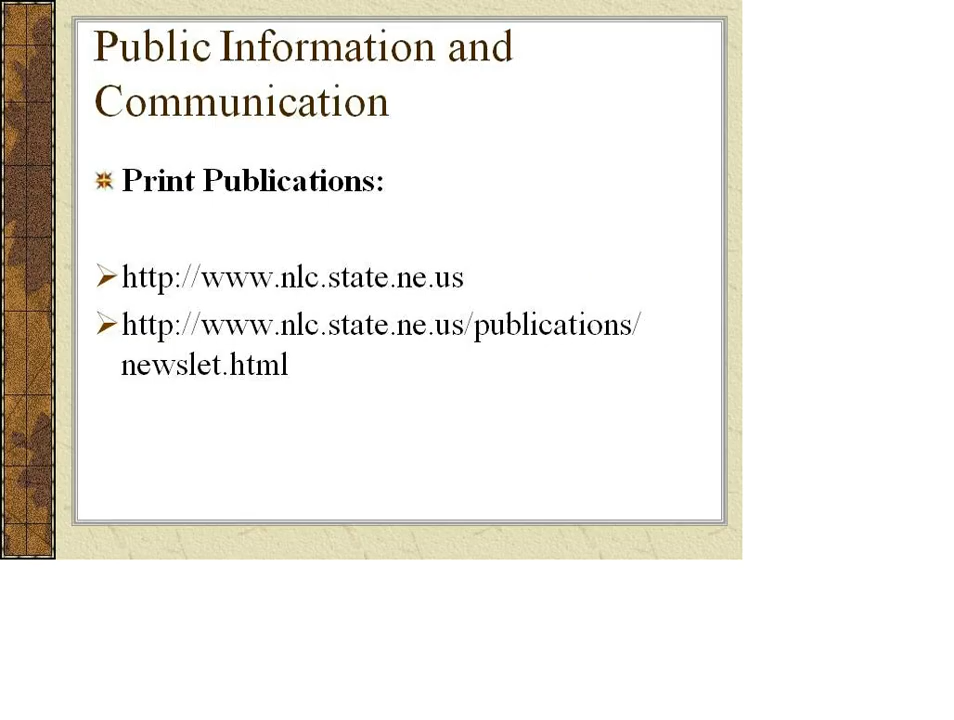 Public Information and
Communication
Print Publications:
http://www.nlc.state.ne.us
http://www.nlc.state.ne.us/publications/
newslet.html